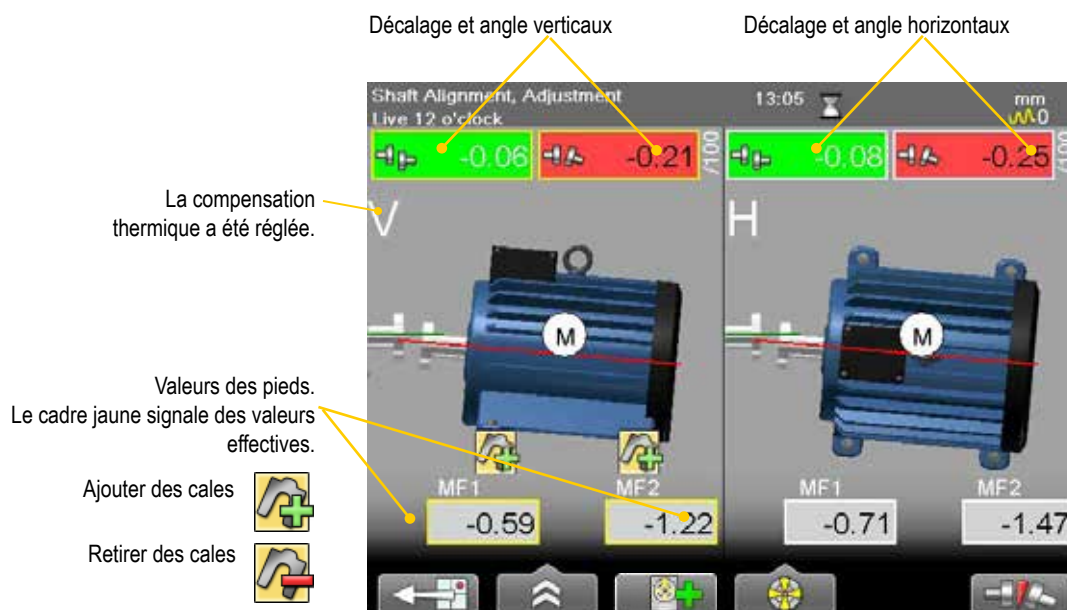 Décalage et angle verticaux
Décalage et angle horizontaux
Shaft Alignment, Adjustment
13:05
mm
Live 12 o'clock
0
-0.06
-0.21
/100
-0.08
-0.25
/100
La compensation
thermique a été réglée.
V
H
M
M
Valeurs des pieds.
Le cadre jaune signale des valeurs
effectives.
Ajouter des cales
Retirer des cales
MF1
MF2
MF1
MF2
-0.59
-1.22
-0.71
-1.47